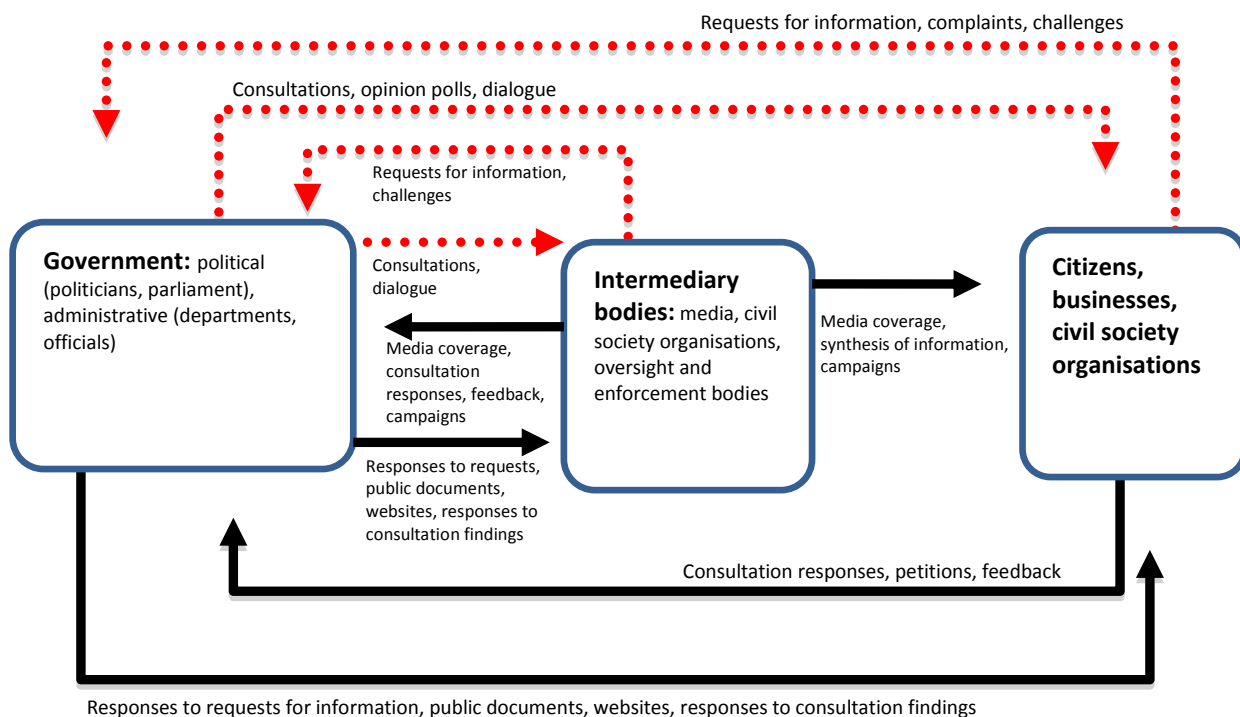 Requests for information, complaints, challenges
Consultations, opinion polls, dialogue
Requests for information,
challenges
Government: political
(politicians, parliament),
administrative (departments,
officials)
Consultations,
dialogue
Intermediary
bodies: media, civil
society organisations,
oversight and
enforcement bodies
Citizens,
businesses,
civil society
organisations
Media coverage,
synthesis of information,
campaigns
Media coverage,
consultation
responses, feedback,
campaigns
Responses to requests,
public documents,
websites, responses to
consultation findings
Consultation responses, petitions, feedback
Responses to requests for information, public documents, websites, responses to consultation findings